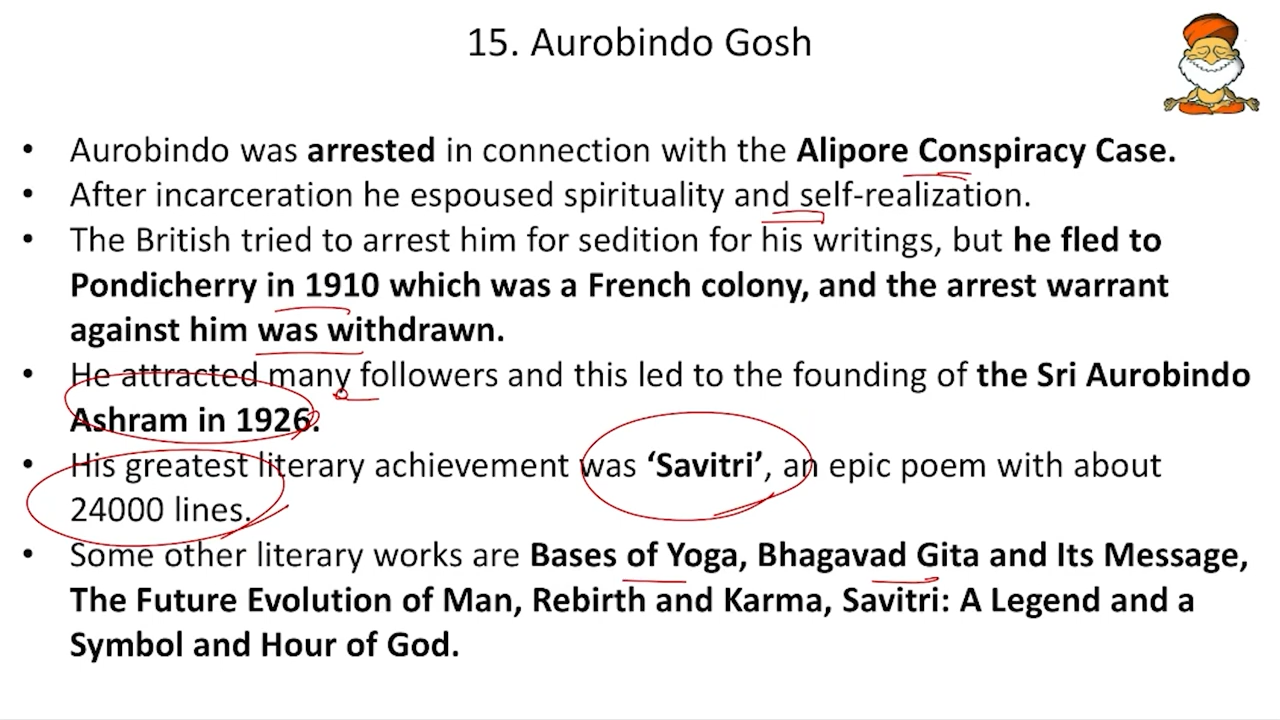 15. Aurobindo Gosh
• Aurobindo was arrested in connection with the Alipore Conspiracy Case.
• After incarceration he espoused spirituality and self-realization.
• The British tried to arrest him for sedition for his writings, but he fled to
Pondicherry in 1910 which was a French colony, and the arrest warrant
against him was withdrawn.
• He attracted many followers and this led to the founding of the Sri Aurobindo
Ashram in 1926.
• His greatest literary achievement was ‘Savitri’, an epic poem with about
24000 lines.
• Some other literary works are Bases of Yoga, Bhagavad Gita and Its Message,
The Future Evolution of Man, Rebirth and Karma, Savitri: A Legend and a
Symbol and Hour of God.